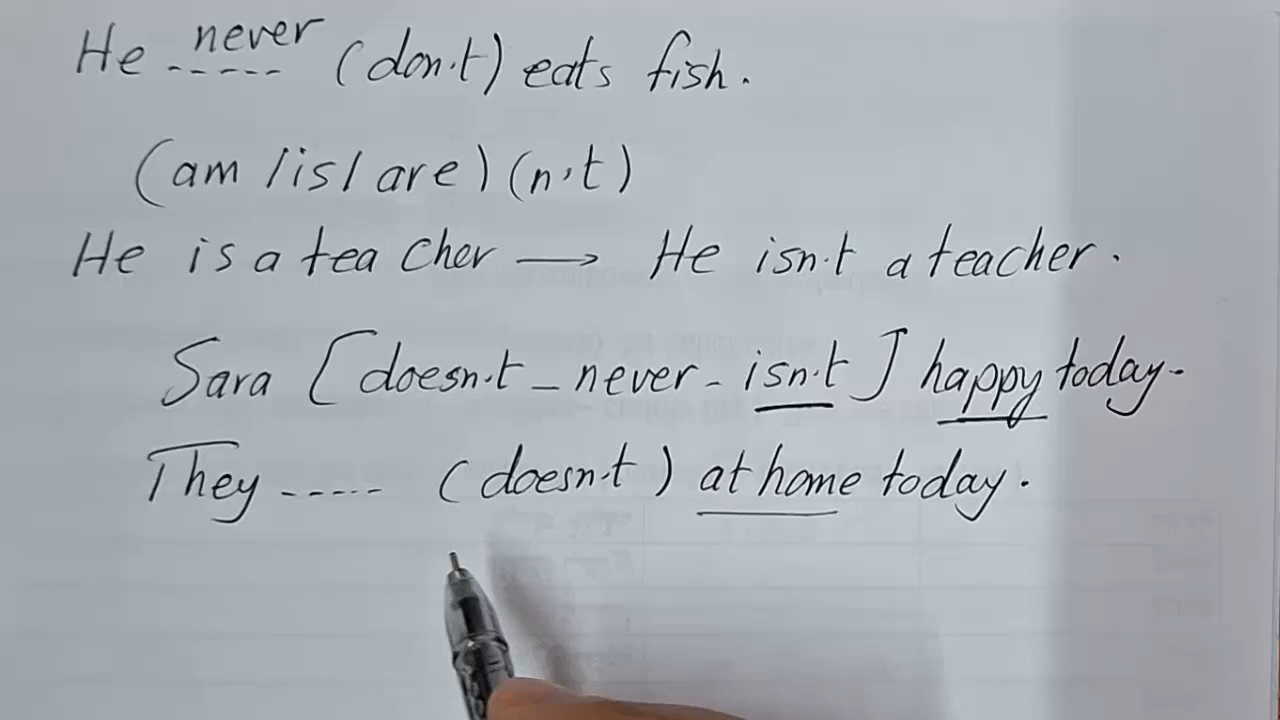 He never ----- (don't) eats fish.
(am / is / are) (n't)
He is a teacher → He isn't a teacher.
Sara [doesn't - never - isn't] happy today.
They ----- (doesn't) at home today.